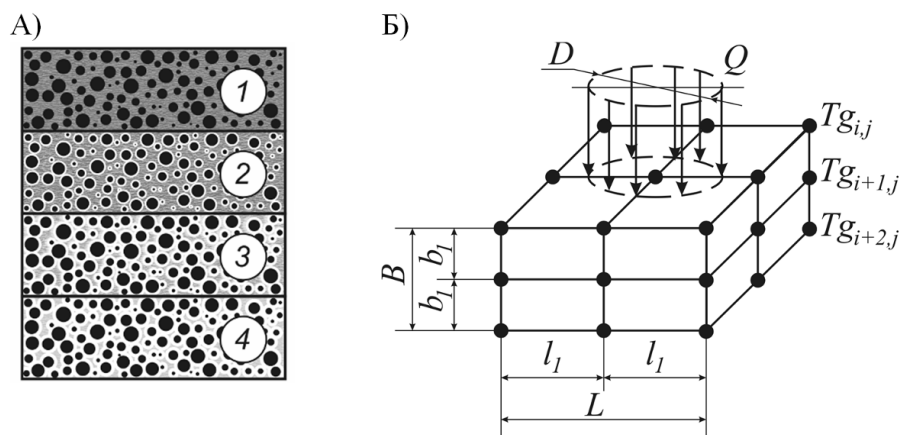 А)
1
2
3
4
Б)
D
Q
Tg_{i,j}
Tg_{i+1,j}
Tg_{i+2,j}
B
b_1
b_1
l_1
l_1
L